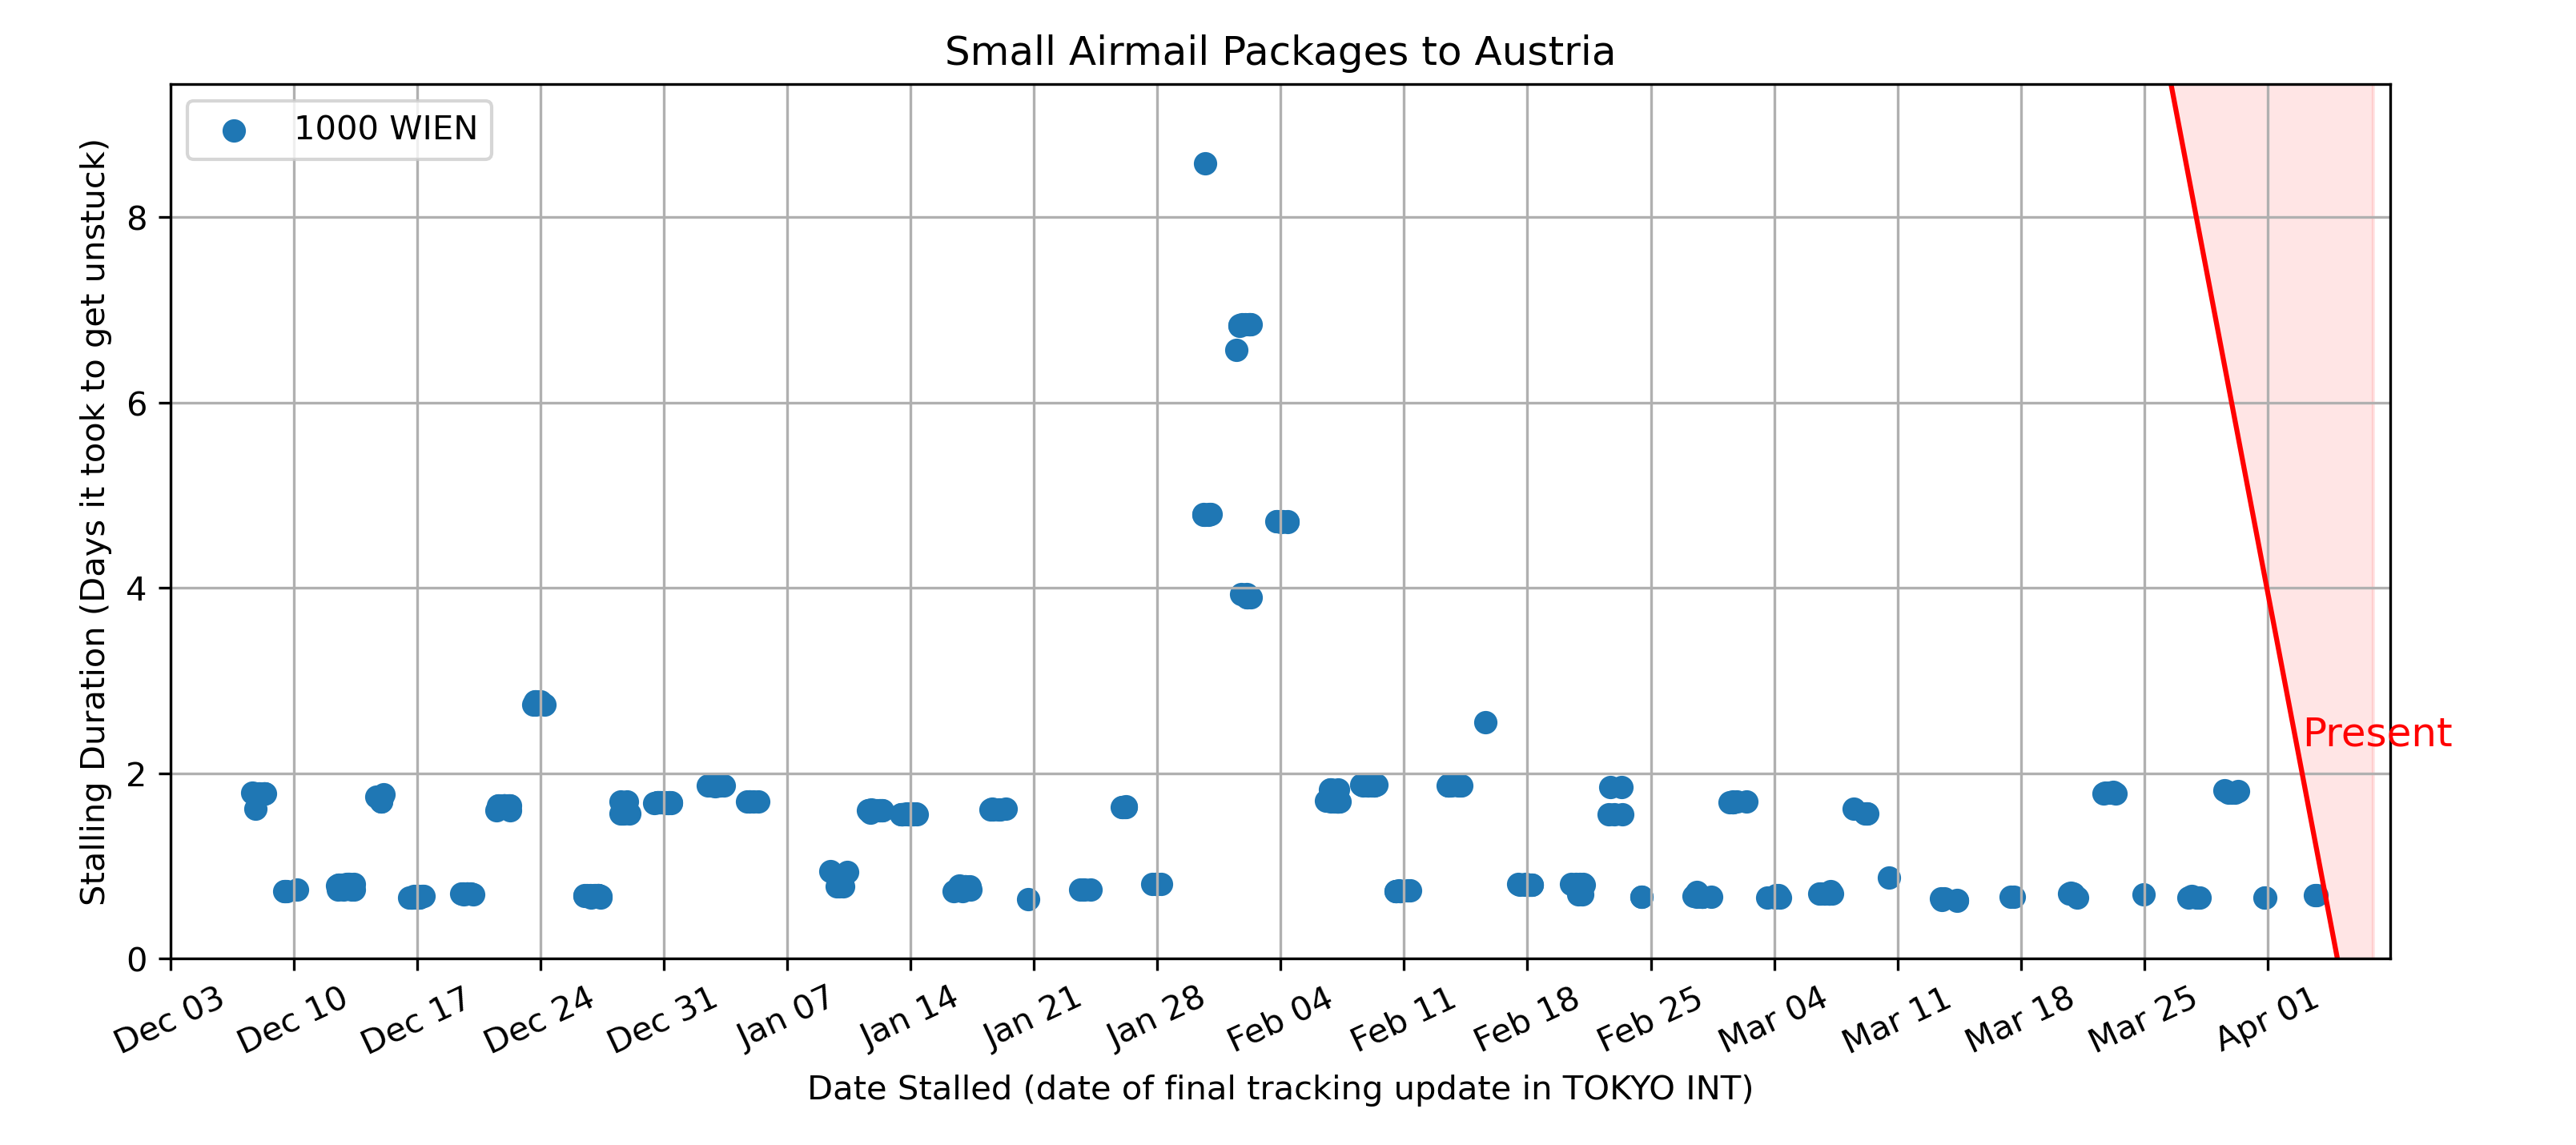 Small Airmail Packages to Austria
1000 WIEN
Stalling Duration (Days it took to get unstuck)
8
6
4
2
0
Present
Dec 03
Dec 10
Dec 17
Dec 24
Dec 31
Jan 07
Jan 14
Jan 21
Jan 28
Feb 04
Feb 11
Feb 18
Feb 25
Mar 04
Mar 11
Mar 18
Mar 25
Apr 01
Date Stalled (date of final tracking update in TOKYO INT)